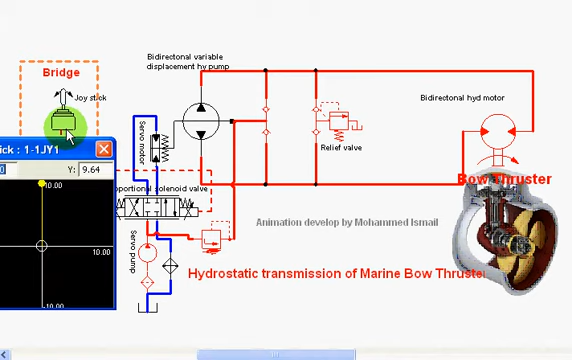 Bidirectional variable
displacement hy pump
Bridge
Joy stick
Bidirectional hyd motor
Servo motor
Relief valve
ick : 1-1JY1
Y: 9.64
Bow Thruster
oportional solenoid valve
10.00
Animation develop by Mohammed Ismail
Servo pump
10.00
Hydrostatic transmission of Marine Bow Thruster
-10.00